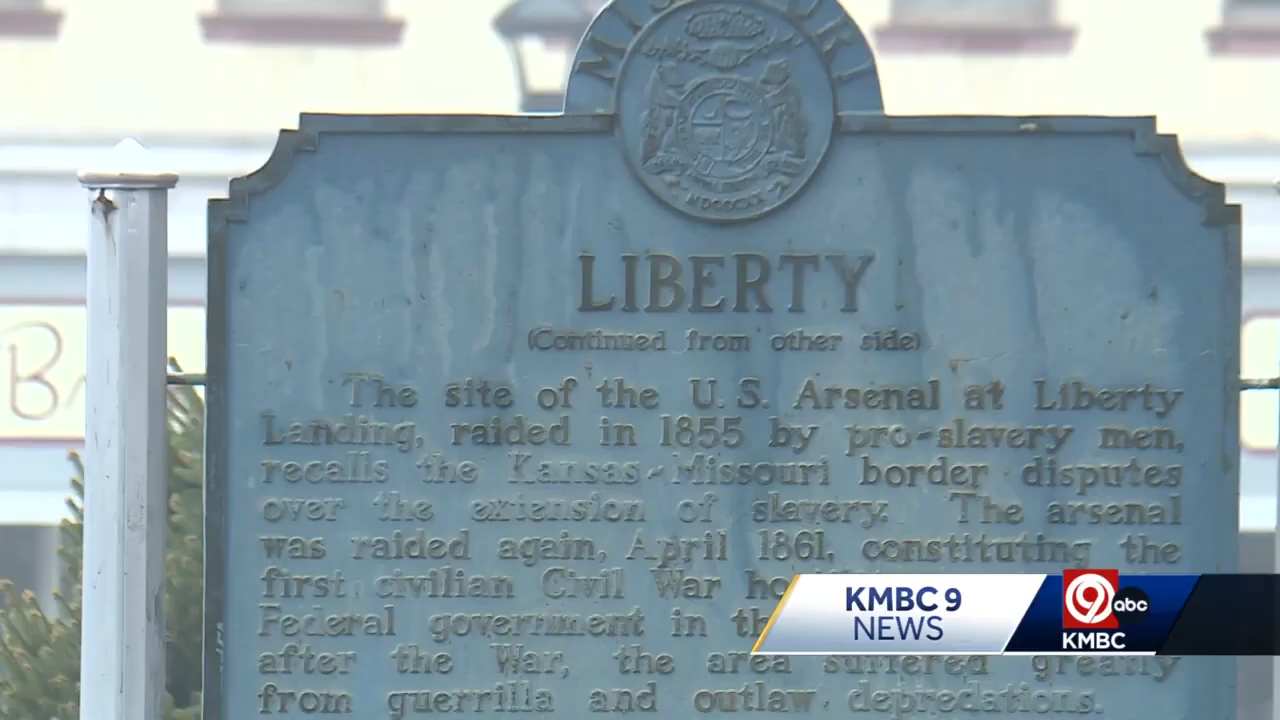 MISSOURI
MDCCCXX
LIBERTY
(Continued from other side)
The site of the U.S. Arsenal at Liberty
Landing, raided in 1855 by pro-slavery men,
recalls the Kansas-Missouri border disputes
over the extension of slavery. The arsenal
was raided again, April 1861, constituting the
first civilian Civil War
Federal government in
after the War, the area suffered greatly
from guerrilla and outlaw depredations.
KMBC 9
NEWS
9
abc
KMBC